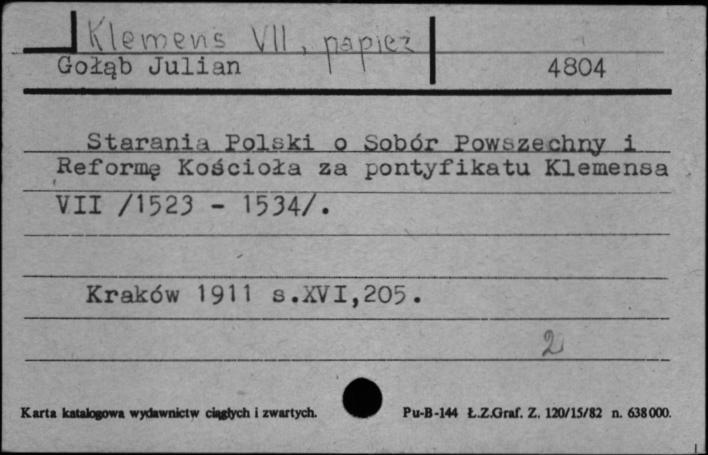 Klemens VII, papież
Gołąb Julian 4804
Starania Polski o Sobór Powszechny i
Reformę Kościoła za pontyfikatu Klemensa
VII /1523 - 1534/.
Kraków 1911 s.XVI,205.
2
Karta katalogowa wydawnictw ciągłych i zwartych. Pu-B-144 Ł.Z.Graf. Z. 120/15/82 n. 638000.